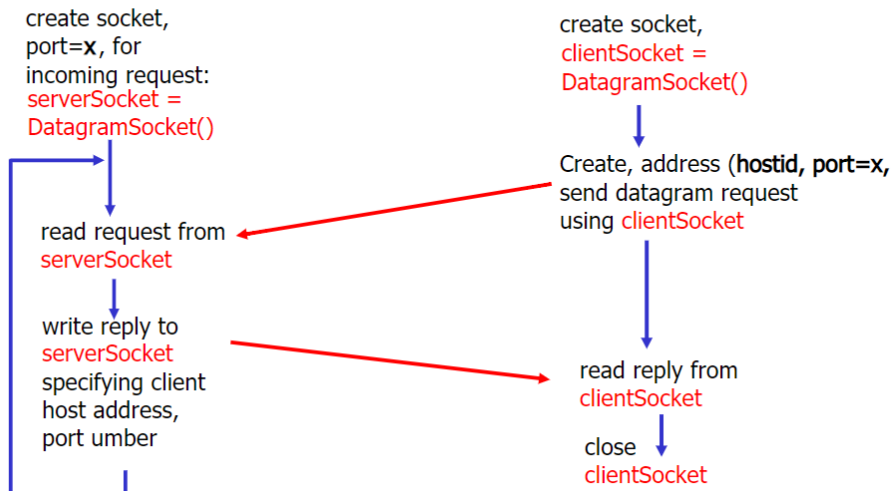 create socket,
port=x, for
incoming request:
serverSocket =
DatagramSocket()
read request from
serverSocket
write reply to
serverSocket
specifying client
host address,
port umber
create socket,
clientSocket =
DatagramSocket()
Create, address (hostid, port=x,
send datagram request
using clientSocket
read reply from
clientSocket
close
clientSocket